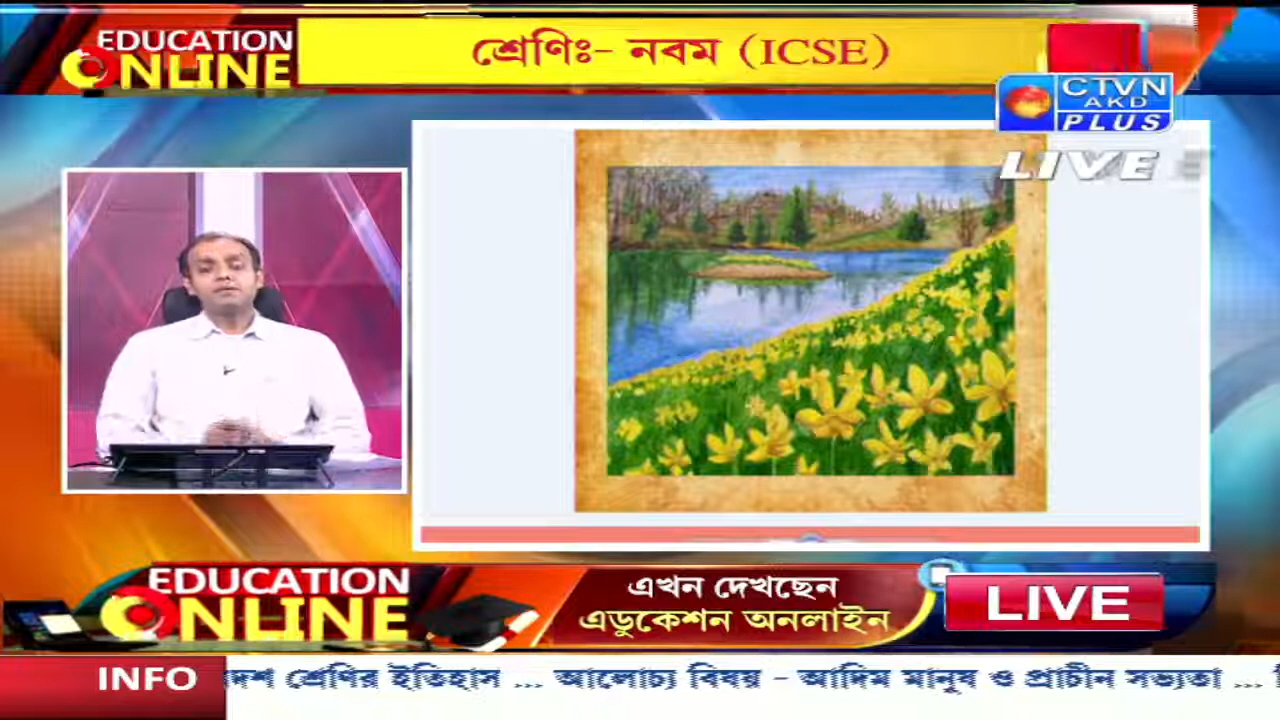 EDUCATION
ONLINE
শ্রেণিঃ- নবম (ICSE)
CTVN
AKD
PLUS
LIVE
EDUCATION
ONLINE
এখন দেখছেন
এডুকেশন অনলাইন
LIVE
INFO
শ্রেণির ইতিহাস ... আলোচ্য বিষয় - আদিম মানুষ ও প্রাচীন সভ্যতা ...